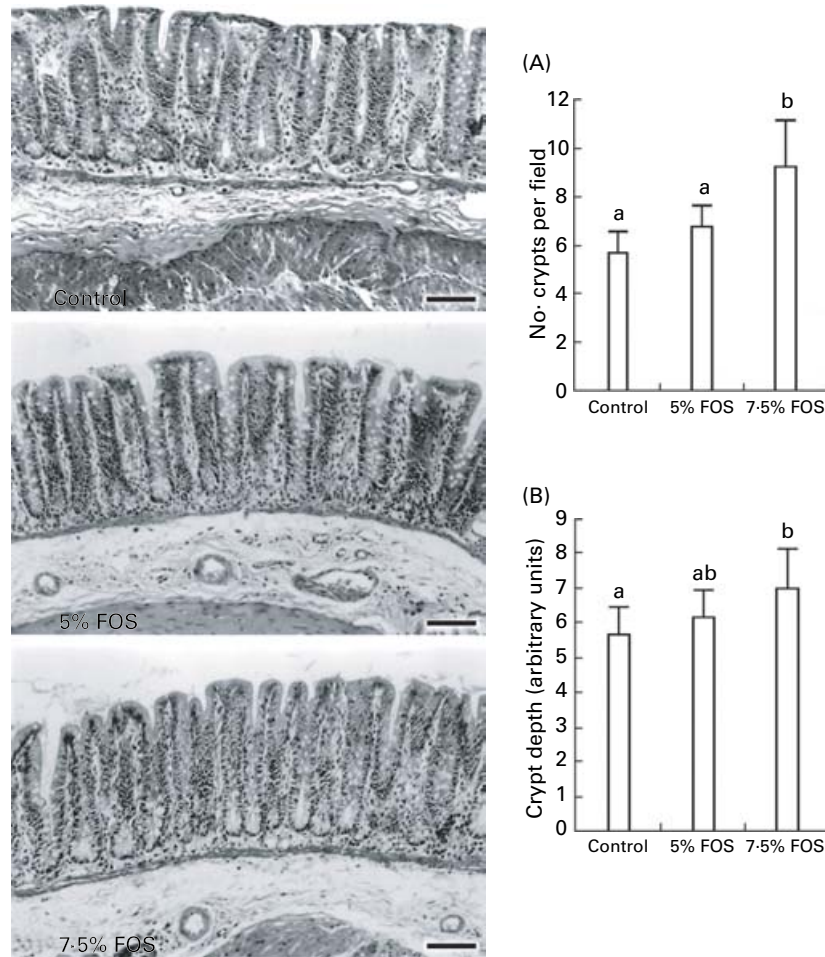 Control
5% FOS
7·5% FOS
(A)
No· crypts per field
12
10
8
6
4
2
0
a
a
b
Control
5% FOS
7·5% FOS
(B)
Crypt depth (arbitrary units)
9
8
7
6
5
4
3
2
1
0
a
ab
b
Control
5% FOS
7·5% FOS